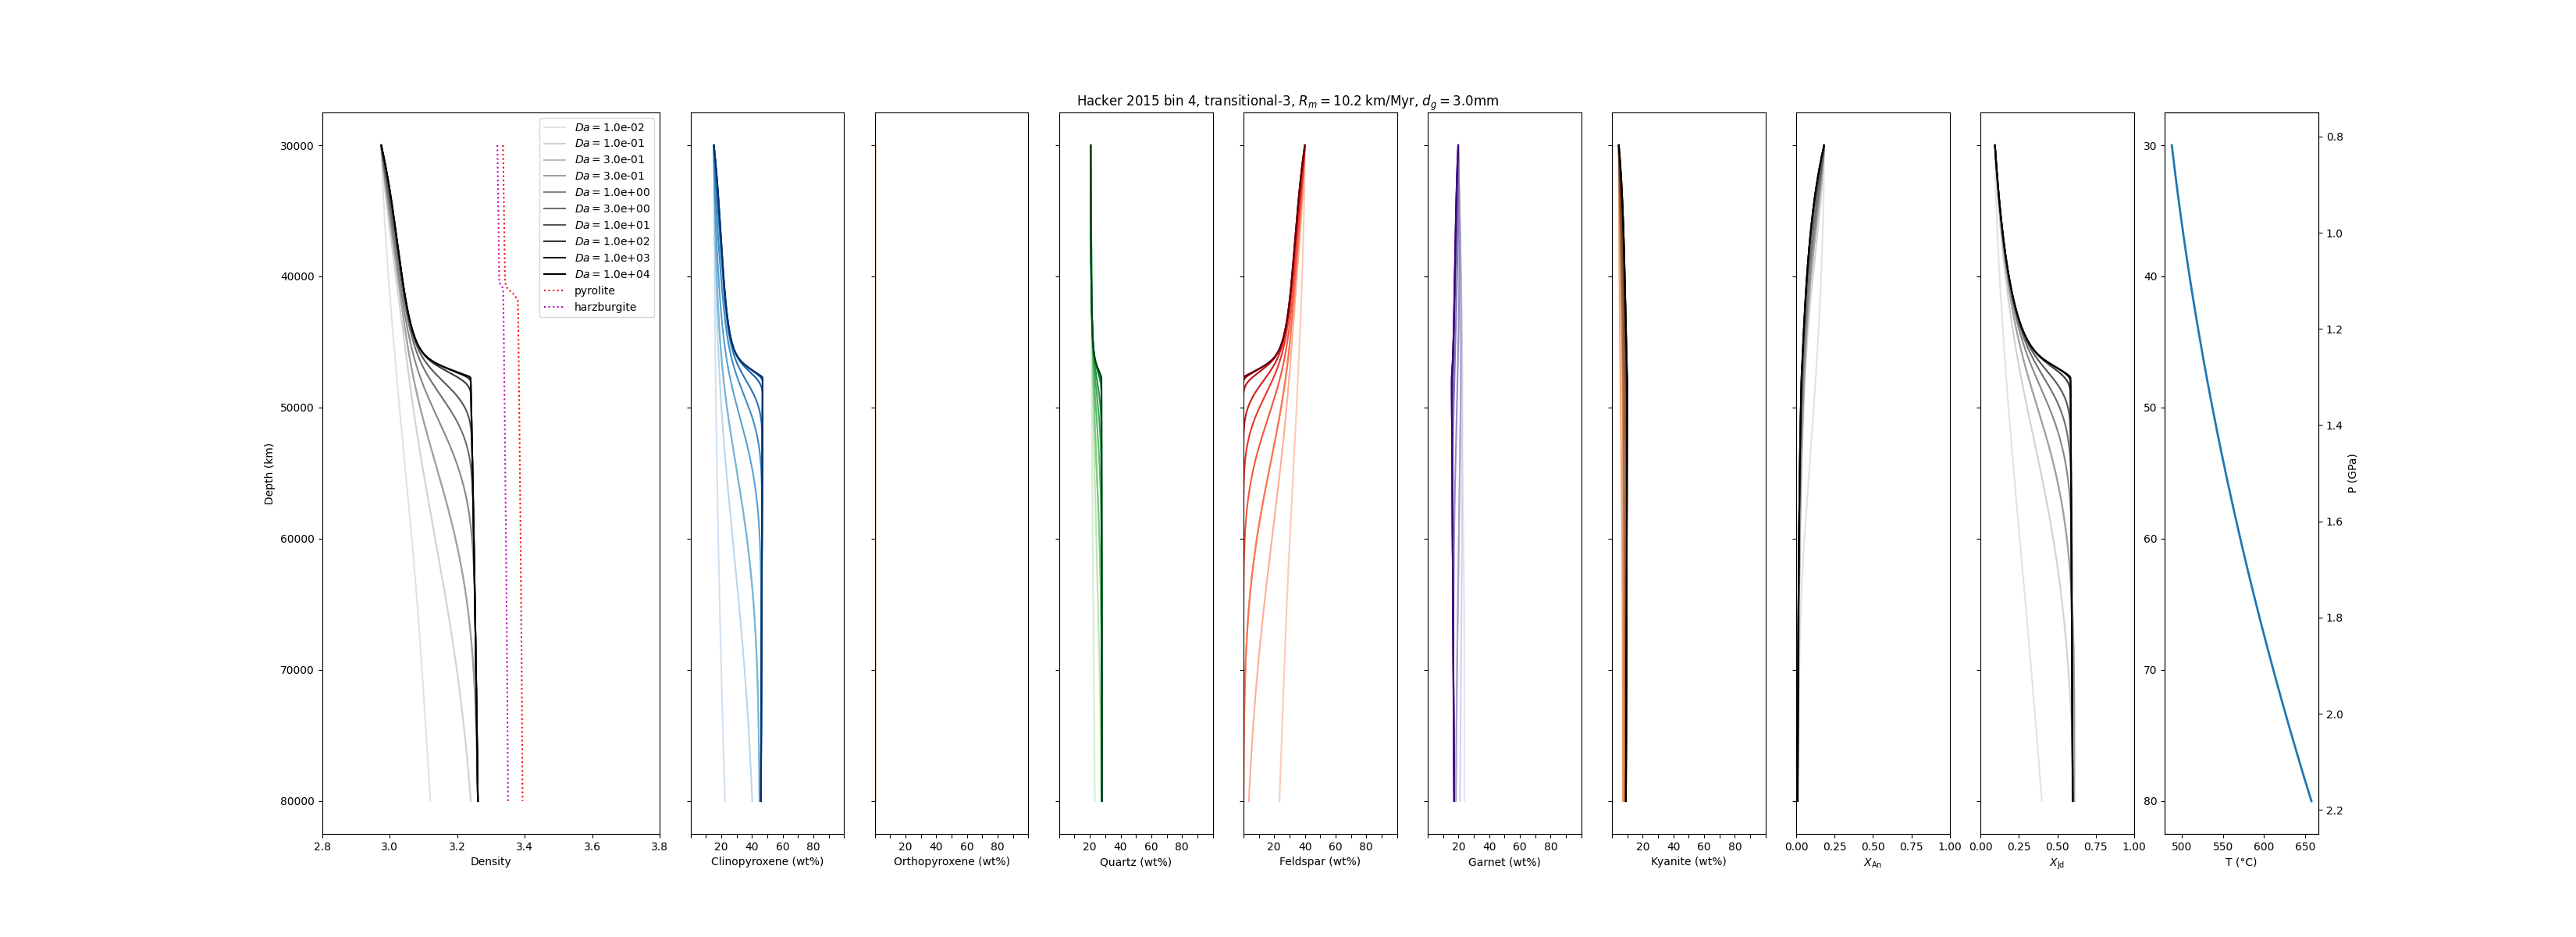 Hacker 2015 bin 4, transitional-3, R_m = 10.2 km/Myr, d_g = 3.0mm
Da = 1.0e-02
Da = 1.0e-01
Da = 3.0e-01
Da = 3.0e-01
Da = 1.0e+00
Da = 3.0e+00
Da = 1.0e+01
Da = 1.0e+02
Da = 1.0e+03
Da = 1.0e+04
pyrolite
harzburgite
Depth (km)
30000
40000
50000
60000
70000
80000
2.8 3.0 3.2 3.4 3.6 3.8
Density
20 40 60 80
Clinopyroxene (wt%)
20 40 60 80
Orthopyroxene (wt%)
20 40 60 80
Quartz (wt%)
20 40 60 80
Feldspar (wt%)
20 40 60 80
Garnet (wt%)
20 40 60 80
Kyanite (wt%)
0.00 0.25 0.50 0.75 1.00
X_An
0.00 0.25 0.50 0.75 1.00
X_Jd
30
40
50
60
70
80
500 550 600 650
T (°C)
0.8
1.0
1.2
1.4
1.6
1.8
2.0
2.2
P (GPa)